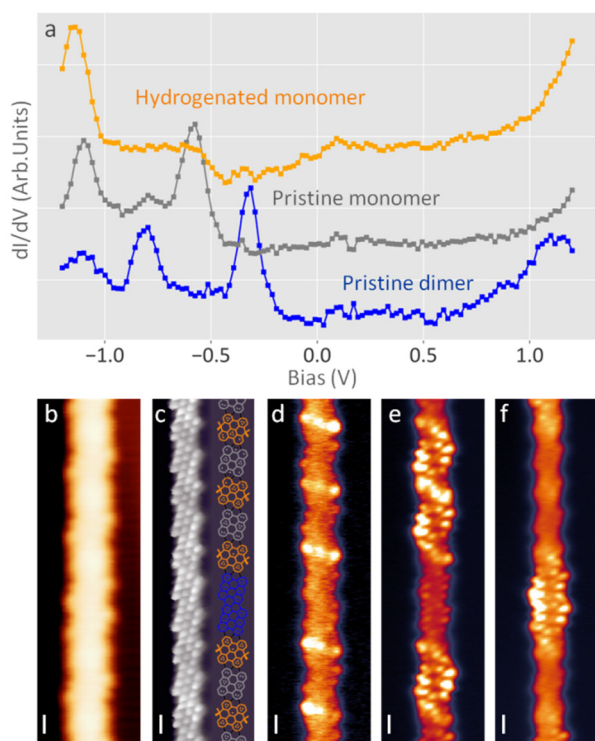 a
Hydrogenated monomer
Pristine monomer
Pristine dimer
dI/dV (Arb.Units)
−1.0 −0.5 0.0 0.5 1.0
Bias (V)
b c d e f